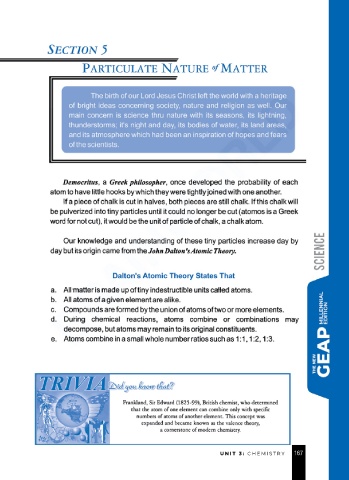 SECTION 5
PARTICULATE NATURE of MATTER
The birth of our Lord Jesus Christ left the world with a heritage
of bright ideas concerning society, nature and religion as well. Our
main concern is science thru nature with its seasons, its lightning,
thunderstorms, it's night and day, its bodies of water, its land areas,
and its atmosphere which had been an inspiration of hopes and fears
of the scientists.
Democritus, a Greek philosopher, once developed the probability of each
atom to have little hooks by which they were tightly joined with one another.
If a piece of chalk is cut in halves, both pieces are still chalk. If this chalk will
be pulverized into tiny particles until it could no longer be cut (atomos is a Greek
word for not cut), it would be the unit of particle of chalk, a chalk atom.
Our knowledge and understanding of these tiny particles increase day by
day but its origin came from the John Dalton's Atomic Theory.
Dalton's Atomic Theory States That
a. All matter is made up of tiny indestructible units called atoms.
b. All atoms of a given element are alike.
c. Compounds are formed by the union of atoms of two or more elements.
d. During chemical reactions, atoms combine or combinations may
decompose, but atoms may remain to its original constituents.
e. Atoms combine in a small whole number ratios such as 1:1, 1:2, 1:3.
SCIENCE
THE NEW
GEAP
MILLENNIAL
EDITION
TRIVIA
Did you know that?
Frankland, Sir Edward (1825-99), British chemist, who determined
that the atom of one element can combine only with specific
numbers of atoms of another element. This concept was
expanded and became known as the valence theory,
a cornerstone of modern chemistry.
UNIT 3: CHEMISTRY 167